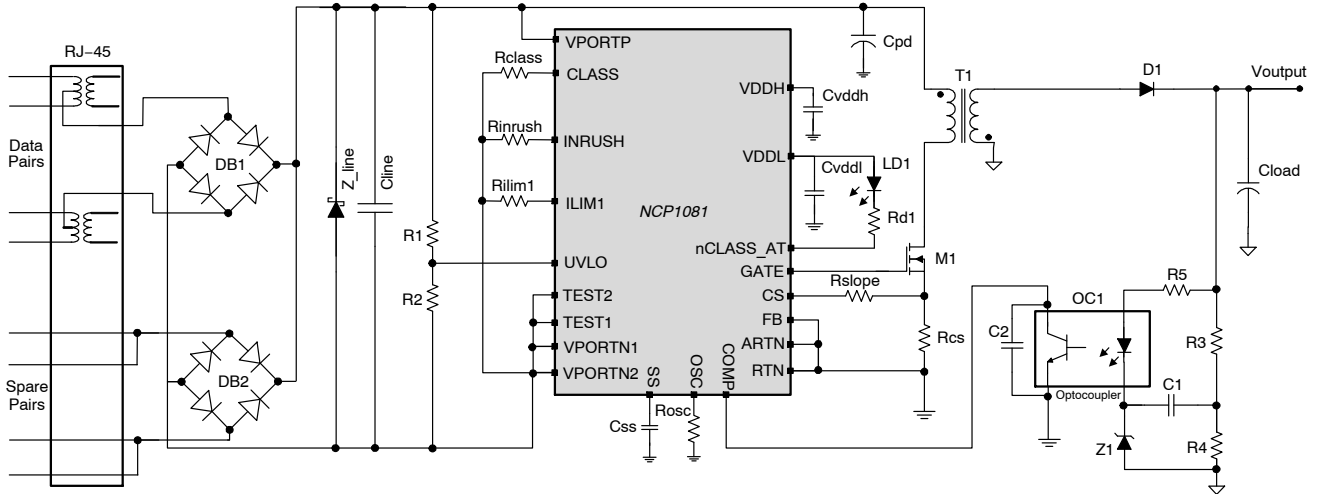 RJ–45
Data
Pairs
Spare
Pairs
DB1
DB2
Z_line
Cline
R1
R2
Rclass
Rinrush
Rilim1
VPORTP
CLASS
INRUSH
ILIM1
UVLO
TEST2
TEST1
VPORTN1
VPORTN2
NCP1081
VDDH
VDDL
nCLASS_AT
GATE
CS
FB
ARTN
RTN
SS
OSC
COMP
Css
Rosc
Cpd
Cvddh
Cvddl
LD1
Rd1
T1
M1
Rslope
Rcs
D1
Voutput
Cload
OC1
C2
Optocoupler
R5
R3
C1
Z1
R4